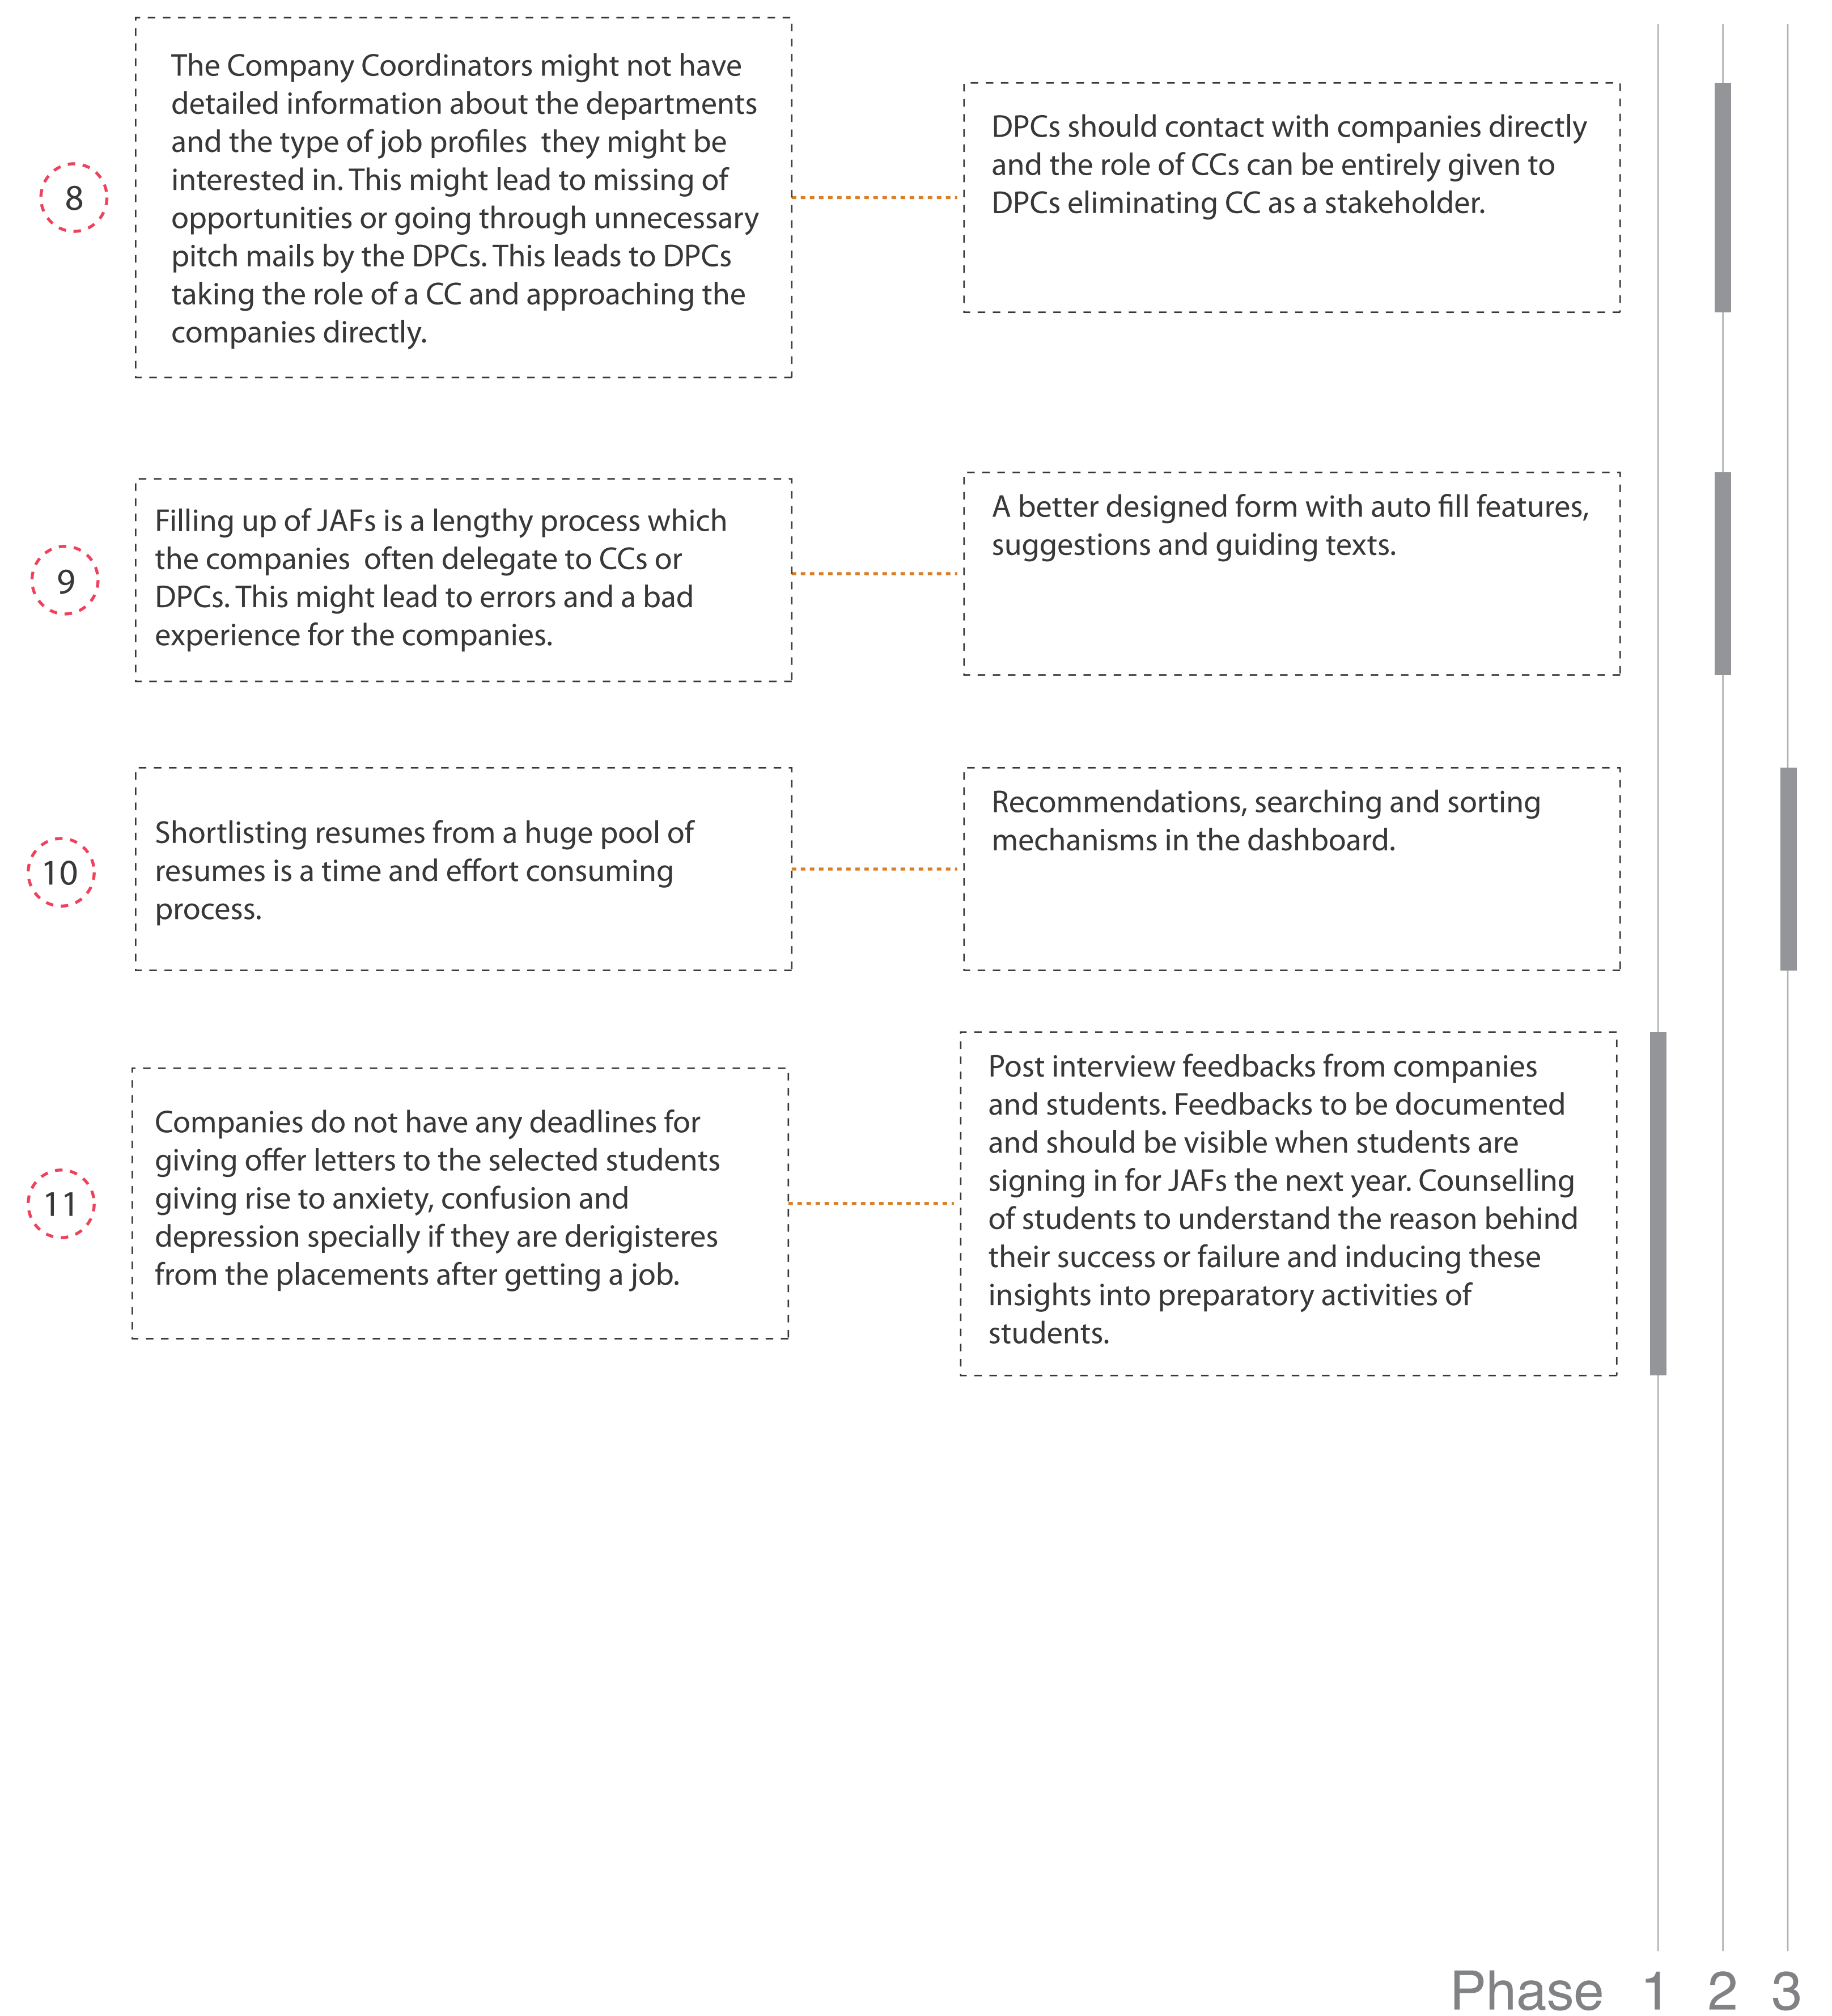 8
The Company Coordinators might not have
detailed information about the departments
and the type of job profiles  they might be
interested in. This might lead to missing of
opportunities or going through unnecessary
pitch mails by the DPCs. This leads to DPCs
taking the role of a CC and approaching the
companies directly.
DPCs should contact with companies directly
and the role of CCs can be entirely given to
DPCs eliminating CC as a stakeholder.
9
Filling up of JAFs is a lengthy process which
the companies  often delegate to CCs or
DPCs. This might lead to errors and a bad
experience for the companies.
A better designed form with auto fill features,
suggestions and guiding texts.
10
Shortlisting resumes from a huge pool of
resumes is a time and effort consuming
process.
Recommendations, searching and sorting
mechanisms in the dashboard.
11
Companies do not have any deadlines for
giving offer letters to the selected students
giving rise to anxiety, confusion and
depression specially if they are derigisteres
from the placements after getting a job.
Post interview feedbacks from companies
and students. Feedbacks to be documented
and should be visible when students are
signing in for JAFs the next year. Counselling
of students to understand the reason behind
their success or failure and inducing these
insights into preparatory activities of
students.
Phase 1 2 3